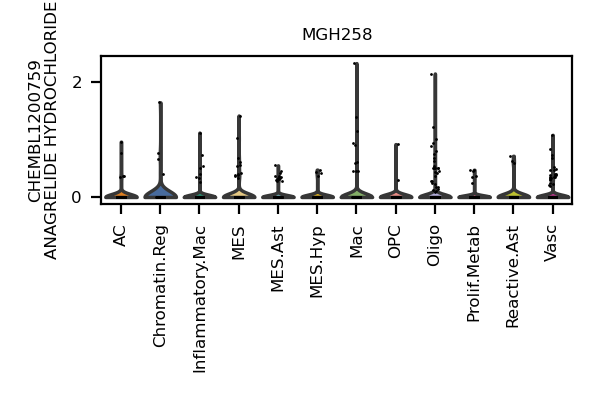 MGH258
CHEMBL1200759
ANAGRELIDE HYDROCHLORIDE
2
0
AC
Chromatin.Reg
Inflammatory.Mac
MES
MES.Ast
MES.Hyp
Mac
OPC
Oligo
Prolif.Metab
Reactive.Ast
Vasc